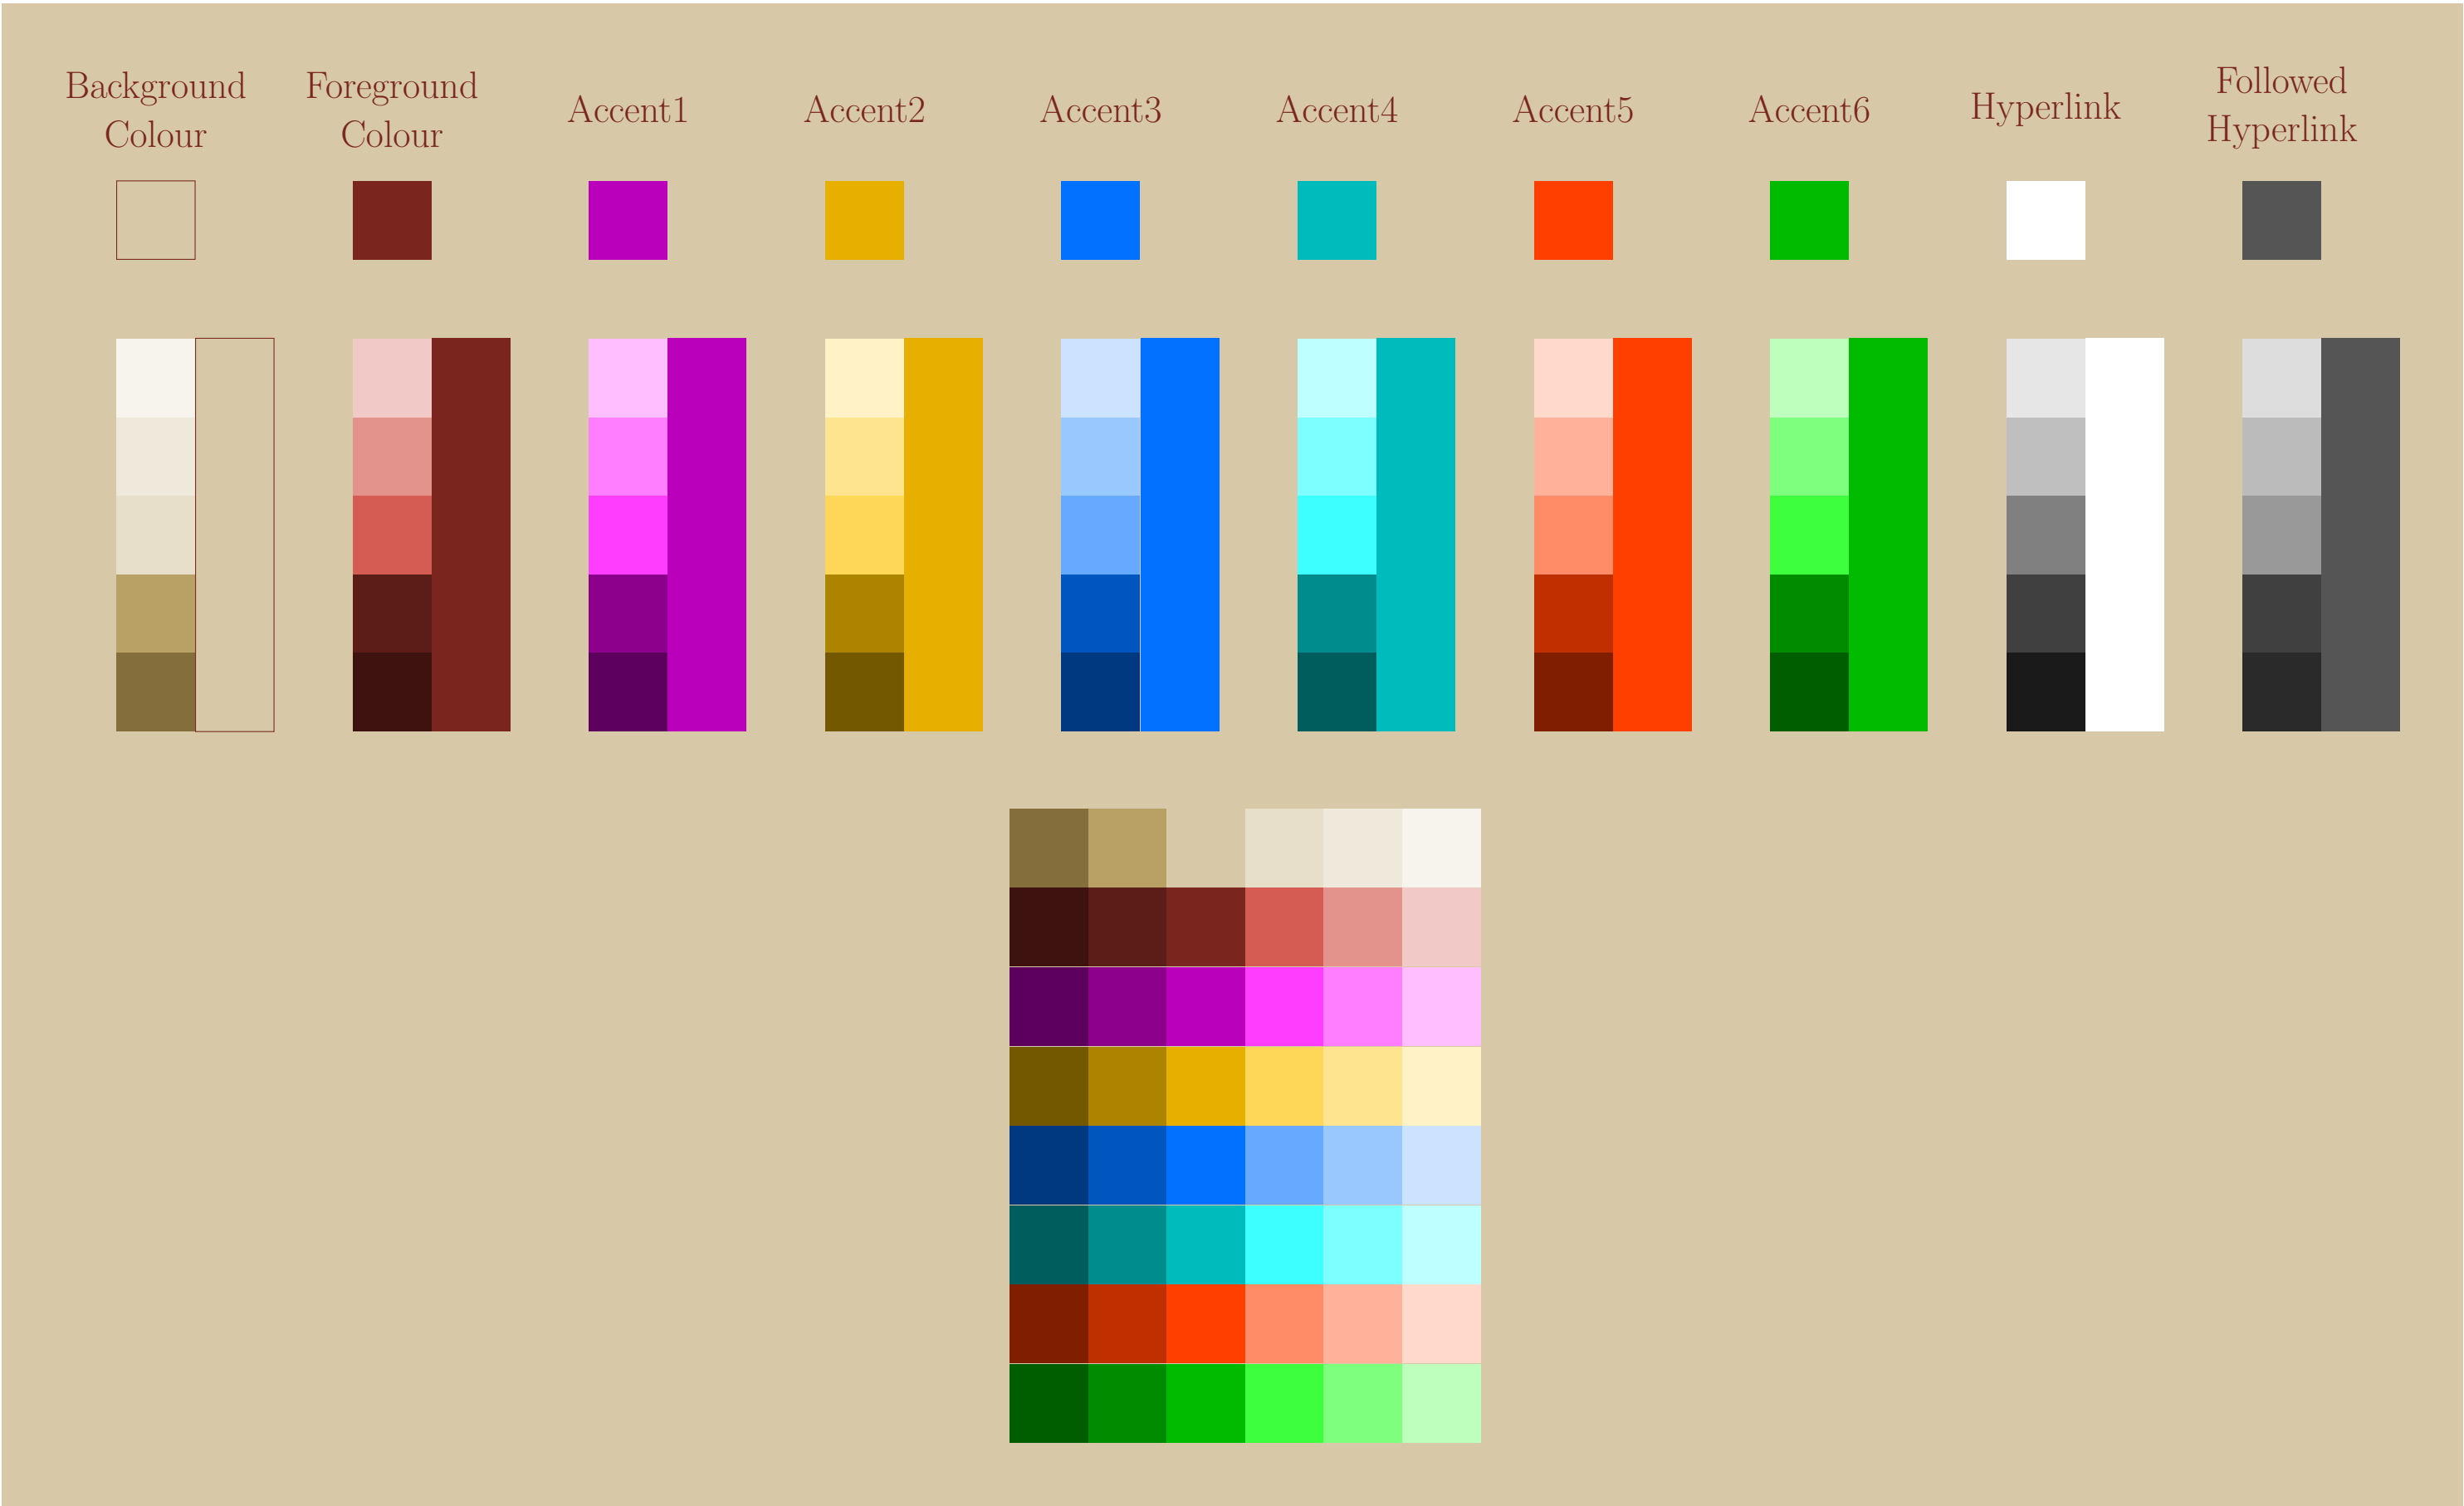 Background
Colour
Foreground
Colour
Accent1
Accent2
Accent3
Accent4
Accent5
Accent6
Hyperlink
Followed
Hyperlink